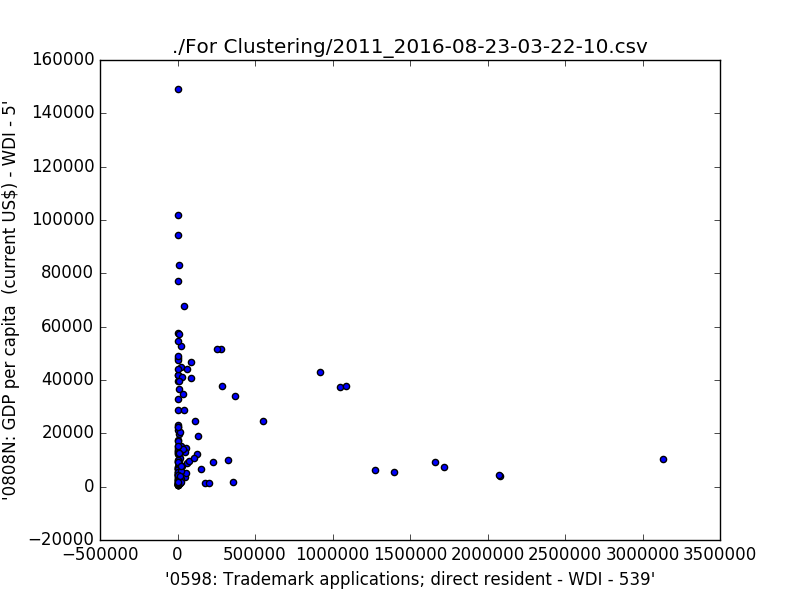 ./For Clustering/2011_2016-08-23-03-22-10.csv
160000
140000
120000
100000
80000
60000
40000
20000
0
−20000
'0808N: GDP per capita  (current US$) - WDI - 5'
−500000 0 500000 1000000 1500000 2000000 2500000 3000000 3500000
'0598: Trademark applications; direct resident - WDI - 539'